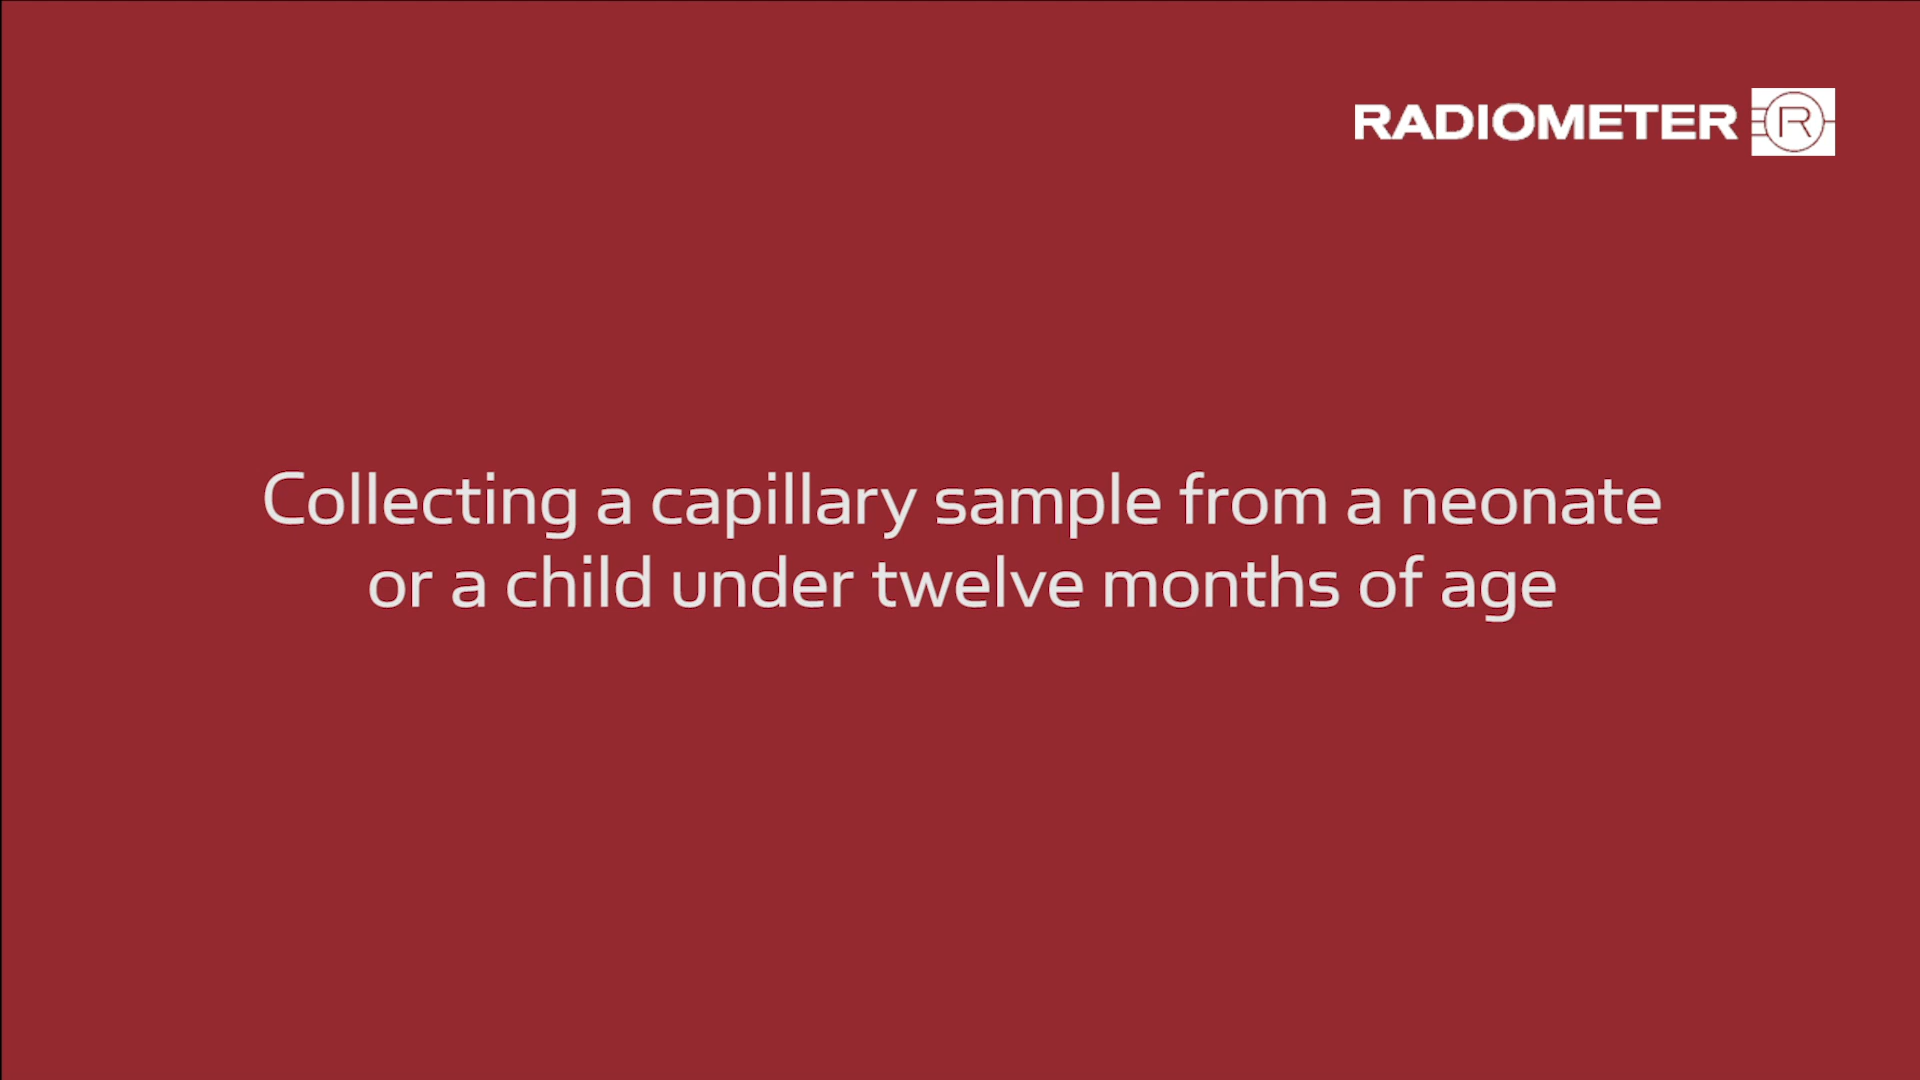 RADIOMETER R
Collecting a capillary sample from a neonate
or a child under twelve months of age